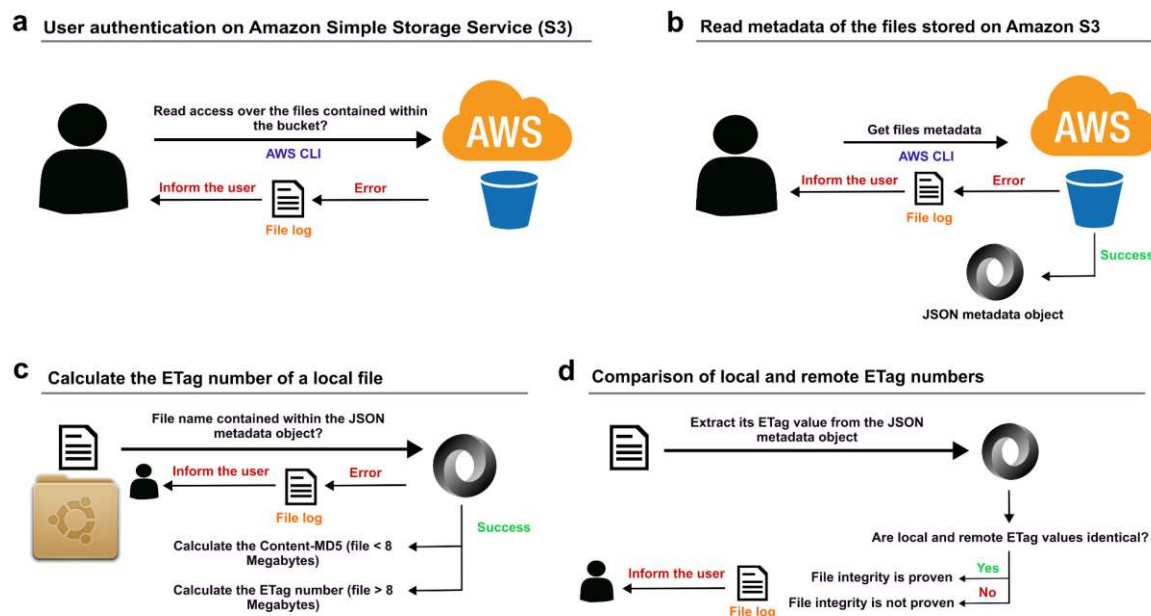 a User authentication on Amazon Simple Storage Service (S3)
Read access over the files contained within
the bucket?
AWS CLI
AWS
Inform the user
Error
File log
b Read metadata of the files stored on Amazon S3
Get files metadata
AWS CLI
AWS
Inform the user
Error
File log
Success
JSON metadata object
c Calculate the ETag number of a local file
File name contained within the JSON
metadata object?
Inform the user
Error
File log
Success
Calculate the Content-MD5 (file < 8
Megabytes)
Calculate the ETag number (file > 8
Megabytes)
d Comparison of local and remote ETag numbers
Extract its ETag value from the JSON
metadata object
Are local and remote ETag values identical?
Yes
File integrity is proven
No
File integrity is not proven
Inform the user
File log